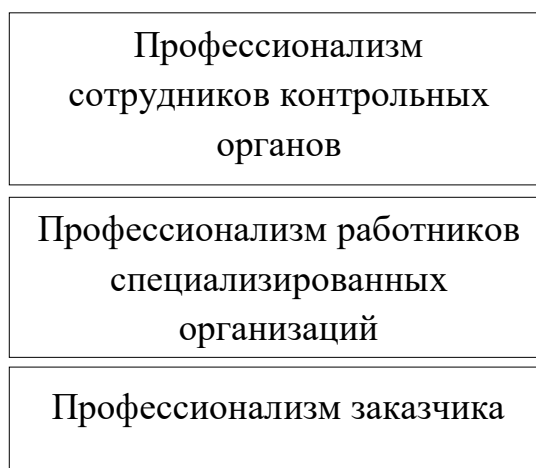 Профессионализм
сотрудников контрольных
органов
Профессионализм работников
специализированных
организаций
Профессионализм заказчика